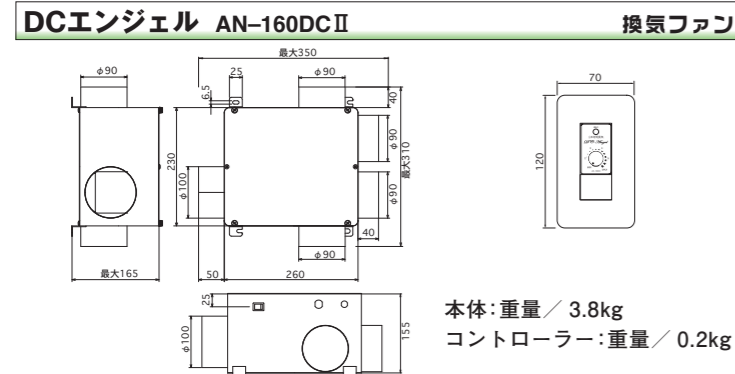 DCエンジェル AN–160DCⅡ 換気ファン
最大350
φ90
25
φ90
6.5
40
230
φ100
φ90
最大310
φ90
40
φ90
最大165
50
260
25
φ100
155
70
120
本体:重量／ 3.8kg
コントローラー:重量／ 0.2kg